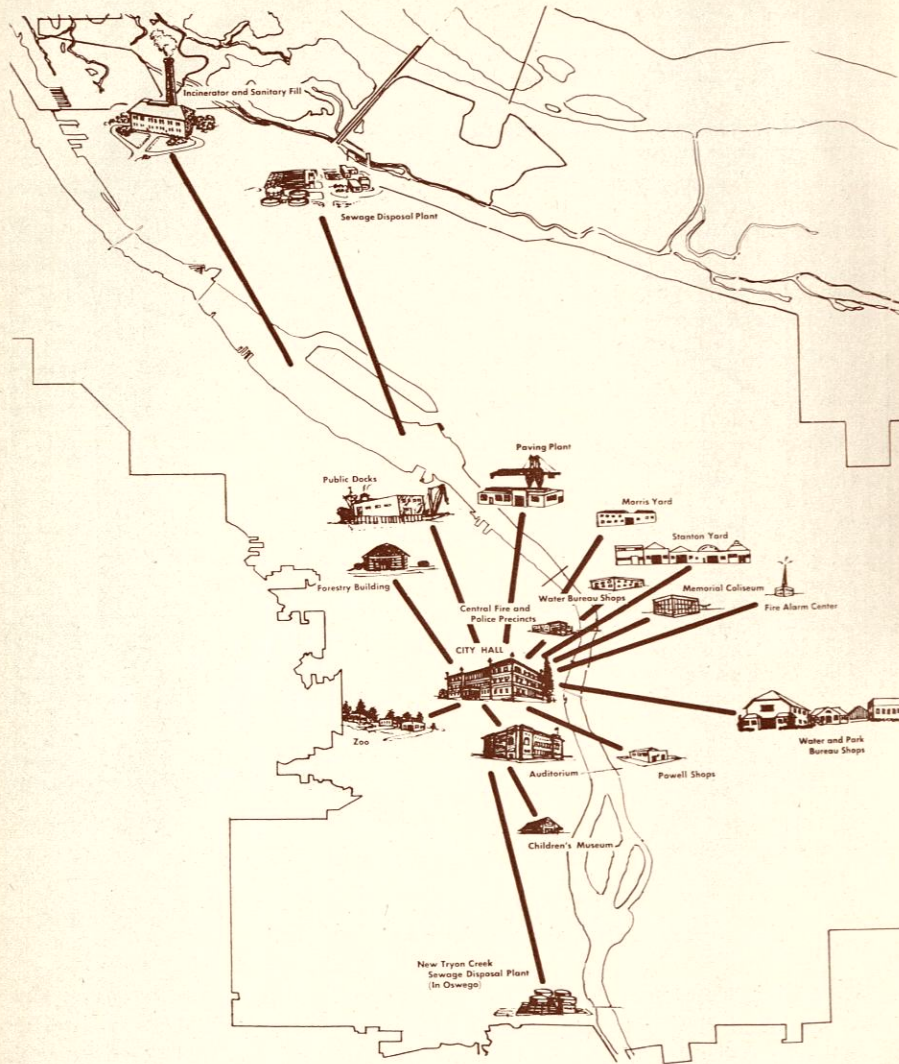 Incinerator and Sanitary Fill
Sewage Disposal Plant
Paving Plant
Public Docks
Morris Yard
Stanton Yard
Forestry Building
Water Bureau Shops
Memorial Coliseum
Fire Alarm Center
Central Fire and
Police Precincts
CITY HALL
Zoo
Water and Park
Bureau Shops
Auditorium
Powell Shops
Children's Museum
New Tryon Creek
Sewage Disposal Plant
(In Oswego)